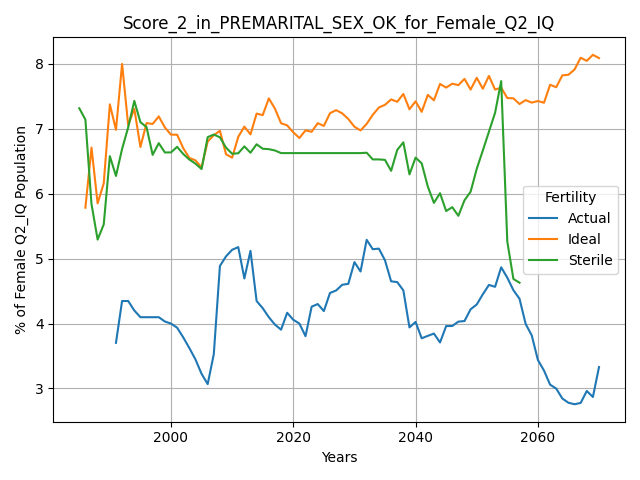 Score_2_in_PREMARITAL_SEX_OK_for_Female_Q2_IQ
% of Female Q2_IQ Population
8
7
6
5
4
3
Fertility
Actual
Ideal
Sterile
2000 2020 2040 2060
Years